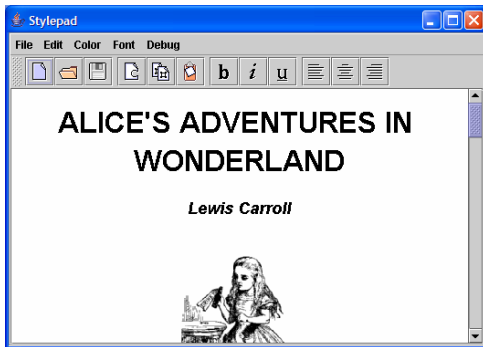 Stylepad
File Edit Color Font Debug
b i u
ALICE'S ADVENTURES IN
WONDERLAND
Lewis Carroll